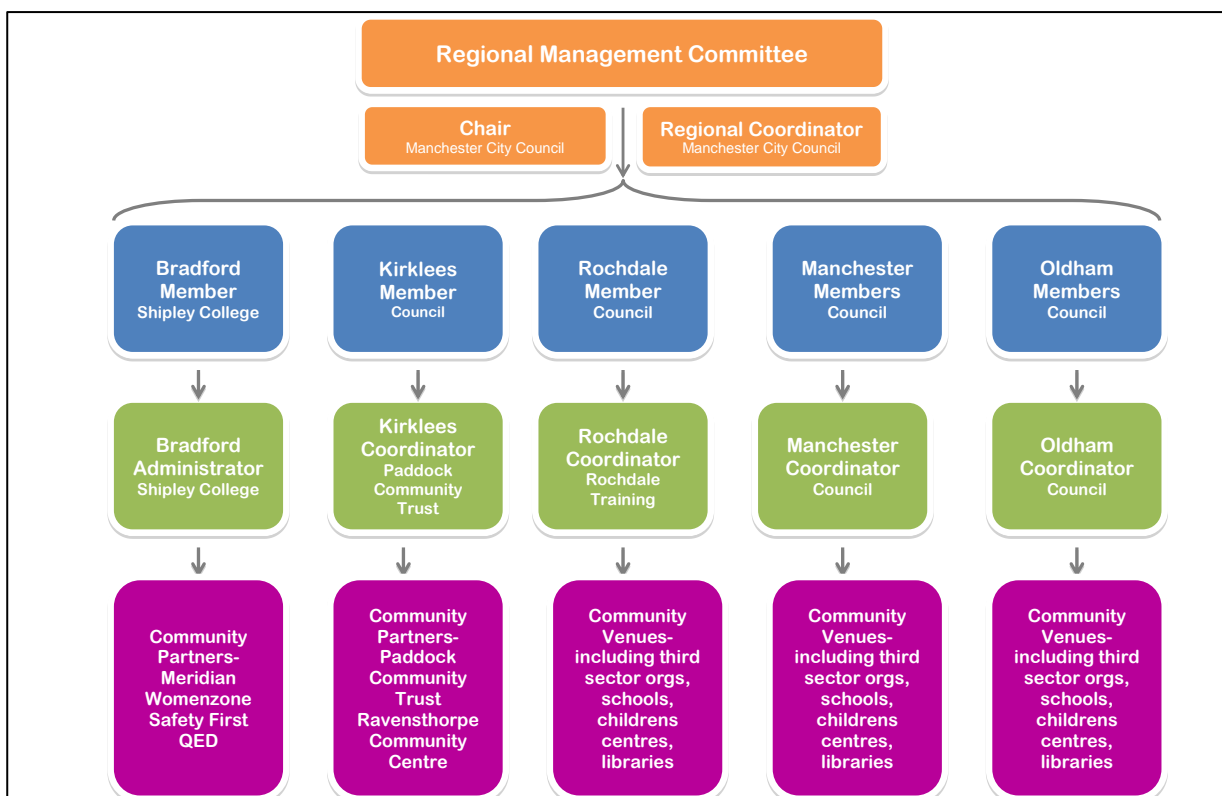 Regional Management Committee
Chair
Manchester City Council
Regional Coordinator
Manchester City Council
Bradford
Member
Shipley College
Kirklees
Member
Council
Rochdale
Member
Council
Manchester
Members
Council
Oldham
Members
Council
Bradford
Administrator
Shipley College
Kirklees
Coordinator
Paddock
Community
Trust
Rochdale
Coordinator
Rochdale
Training
Manchester
Coordinator
Council
Oldham
Coordinator
Council
Community
Partners-
Meridian
Womenzone
Safety First
QED
Community
Partners-
Paddock
Community
Trust
Ravensthorpe
Community
Centre
Community
Venues-
including third
sector orgs,
schools,
childrens
centres,
libraries
Community
Venues-
including third
sector orgs,
schools,
childrens
centres,
libraries
Community
Venues-
including third
sector orgs,
schools,
childrens
centres,
libraries